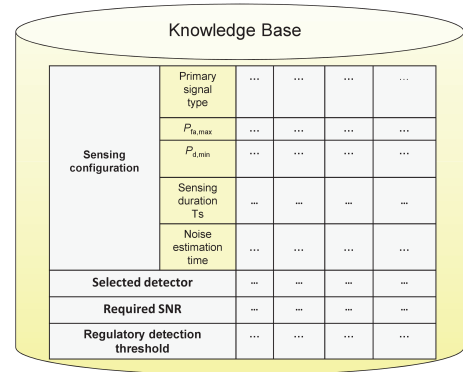 Knowledge Base
Primary
signal
type
... ... ... ...
P_fa,max
... ... ... ...
Sensing
configuration
P_d,min
... ... ... ...
Sensing
duration
Ts
... ... ... ...
Noise
estimation
time
... ... ... ...
Selected detector ... ... ... ...
Required SNR ... ... ... ...
Regulatory detection
threshold
... ... ... ...